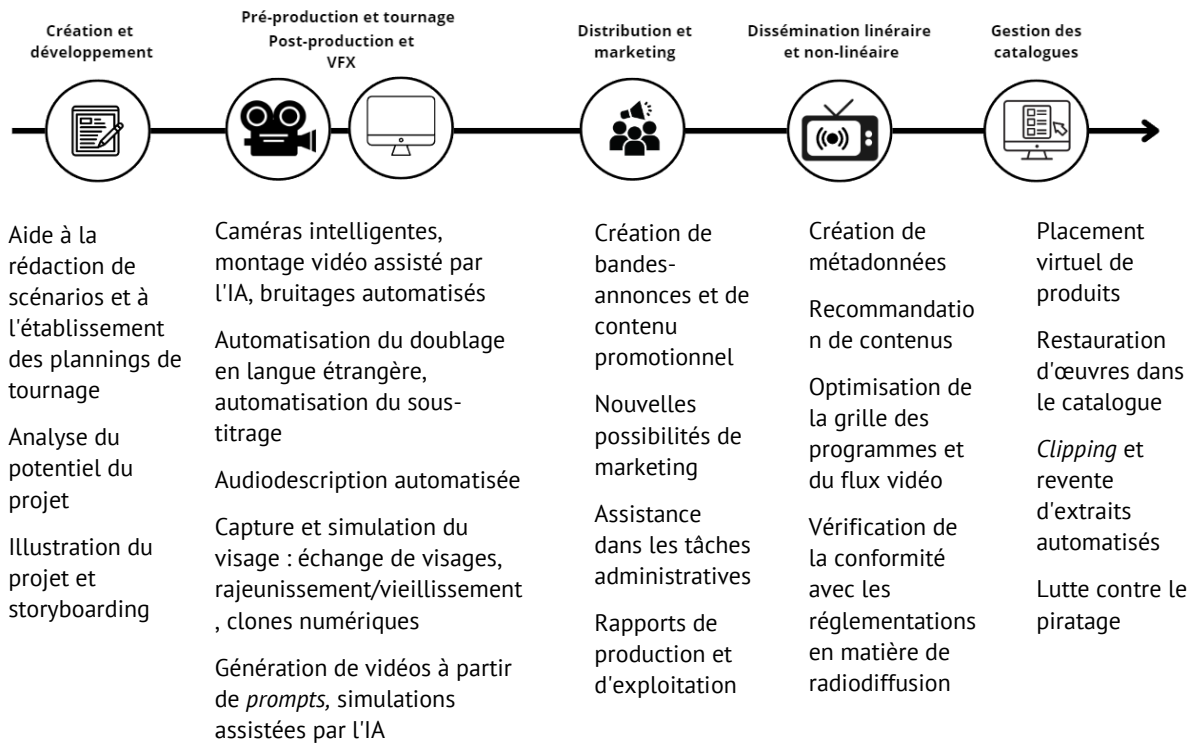 Création et
développement
Pré-production et tournage
Post-production et
VFX
Distribution et
marketing
Dissémination linéraire
et non-linéaire
Gestion des
catalogues
Aide à la
rédaction de
scénarios et à
l'établissement
des plannings de
tournage
Analyse du
potentiel du
projet
Illustration du
projet et
storyboarding
Caméras intelligentes,
montage vidéo assisté par
l'IA, bruitages automatisés
Automatisation du doublage
en langue étrangère,
automatisation du sous-
titrage
Audiodescription automatisée
Capture et simulation du
visage : échange de visages,
rajeunissement/vieillissement
, clones numériques
Génération de vidéos à partir
de prompts, simulations
assistées par l'IA
Création de
bandes-
annonces et de
contenu
promotionnel
Nouvelles
possibilités de
marketing
Assistance
dans les tâches
administratives
Rapports de
production et
d'exploitation
Création de
métadonnées
Recommandatio
n de contenus
Optimisation de
la grille des
programmes et
du flux vidéo
Vérification de
la conformité
avec les
réglementations
en matière de
radiodiffusion
Placement
virtuel de
produits
Restauration
d'œuvres dans
le catalogue
Clipping et
revente
d'extraits
automatisés
Lutte contre le
piratage